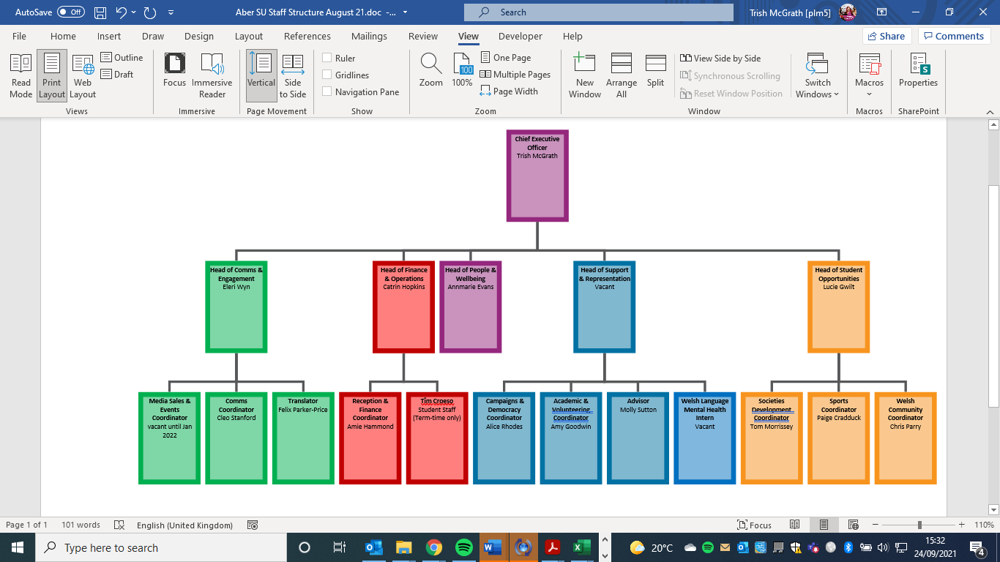 AutoSave Off Aber SU Staff Structure August 21.doc -... Search Trish McGrath [plm5]
File Home Insert Draw Design Layout References Mailings Review View Developer Help Share Comments
Read Mode
Print Layout
Web Layout
Outline
Draft
Views
Focus
Immersive Reader
Immersive
Vertical
Side to Side
Page Movement
Ruler
Gridlines
Navigation Pane
Show
Zoom
100
100%
One Page
Multiple Pages
Page Width
Zoom
New Window
Arrange All
Split
View Side by Side
Synchronous Scrolling
Reset Window Position
Switch Windows
Window
Macros
Macros
Properties
SharePoint
Chief Executive
Officer
Trish McGrath
Head of Comms &
Engagement
Eleri Wyn
Head of Finance
& Operations
Catrin Hopkins
Head of People &
Wellbeing
Annmarie Evans
Head of Support
& Representation
Vacant
Head of Student
Opportunities
Lucie Gwilt
Media Sales &
Events
Coordinator
vacant until Jan
2022
Comms
Coordinator
Cleo Stanford
Translator
Felix Parker-Price
Reception &
Finance
Coordinator
Amie Hammond
Tîm Croeso
Student Staff
(Term-time only)
Campaigns &
Democracy
Coordinator
Alice Rhodes
Academic &
Volunteering
Coordinator
Amy Goodwin
Advisor
Molly Sutton
Welsh Language
Mental Health
Intern
Vacant
Societies
Development
Coordinator
Tom Morrissey
Sports
Coordinator
Paige Cradduck
Welsh
Community
Coordinator
Chris Parry
Page 1 of 1 101 words English (United Kingdom) Focus 110%
Type here to search 20°C 15:32
24/09/2021
4